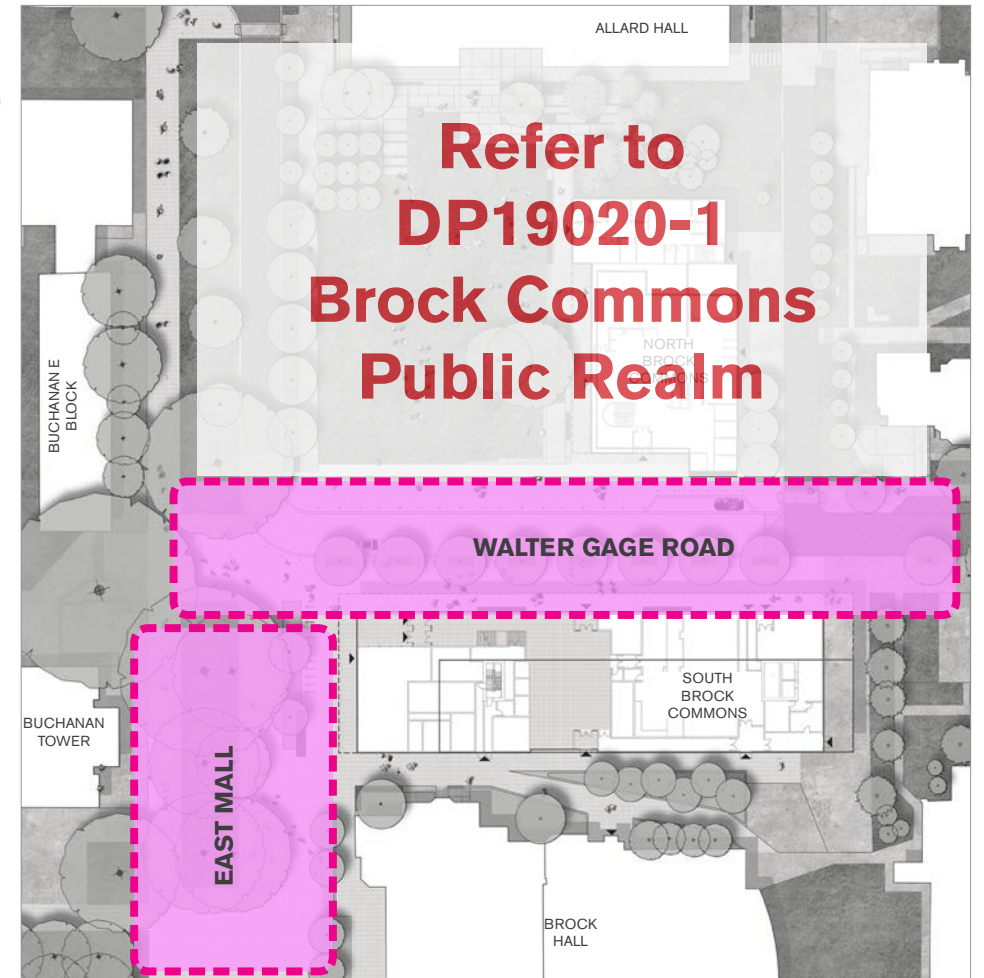 ALLARD HALL
Refer to
DP19020-1
Brock Commons
Public Realm
NORTH
BROCK
COMMONS
BUCHANAN E
BLOCK
WALTER GAGE ROAD
SOUTH
BROCK
COMMONS
BUCHANAN
TOWER
EAST MALL
BROCK
HALL